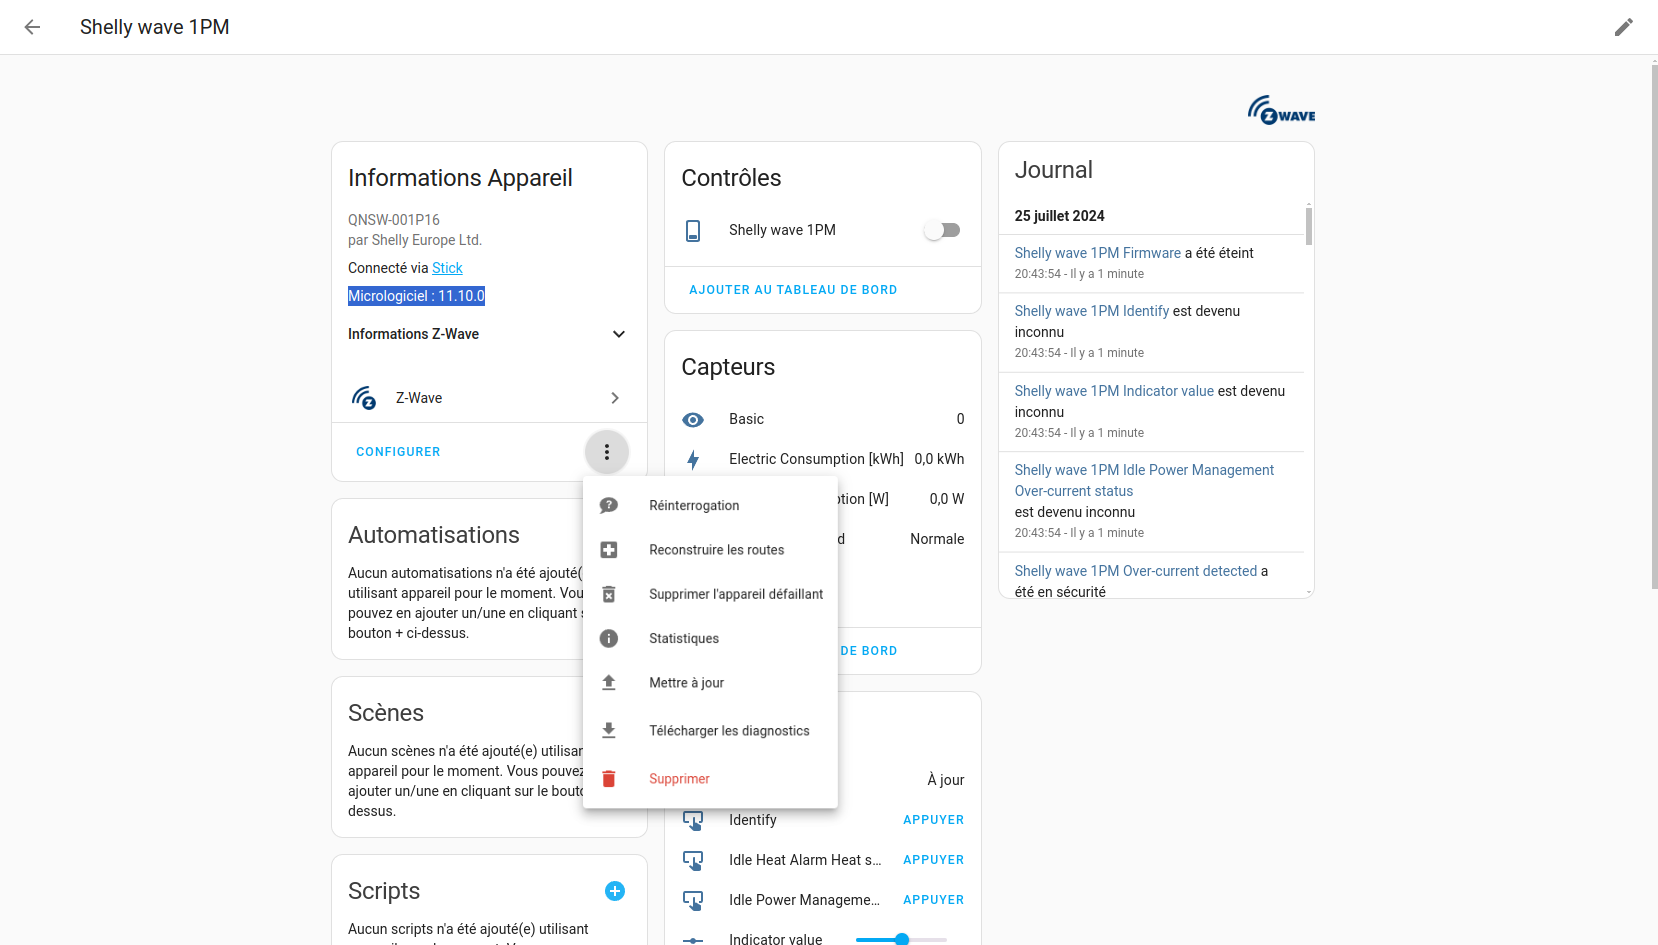 Shelly wave 1PM
Z WAVE
Informations Appareil
QNSW-001P16
par Shelly Europe Ltd.
Connecté via Stick
Micrologiciel : 11.10.0
Informations Z-Wave
Z-Wave
CONFIGURER
Réinterrogation
Reconstruire les routes
Supprimer l'appareil défaillant
Statistiques
Mettre à jour
Télécharger les diagnostics
Supprimer
Automatisations
Aucun automatisations n'a été ajouté(
utilisant appareil pour le moment. Vou
pouvez en ajouter un/une en cliquant
bouton + ci-dessus.
Scènes
Aucun scènes n'a été ajouté(e) utilisan
appareil pour le moment. Vous pouvez
ajouter un/une en cliquant sur le bouto
dessus.
Scripts
Aucun scripts n'a été ajouté(e) utilisant
Contrôles
Shelly wave 1PM
AJOUTER AU TABLEAU DE BORD
Capteurs
Basic 0
Electric Consumption [kWh] 0,0 kWh
ption [W] 0,0 W
d Normale
DE BORD
À jour
Identify APPUYER
Idle Heat Alarm Heat s... APPUYER
Idle Power Manageme... APPUYER
Indicator value
Journal
25 juillet 2024
Shelly wave 1PM Firmware a été éteint
20:43:54 - Il y a 1 minute
Shelly wave 1PM Identify est devenu
inconnu
20:43:54 - Il y a 1 minute
Shelly wave 1PM Indicator value est devenu
inconnu
20:43:54 - Il y a 1 minute
Shelly wave 1PM Idle Power Management
Over-current status
est devenu inconnu
20:43:54 - Il y a 1 minute
Shelly wave 1PM Over-current detected a
été en sécurité